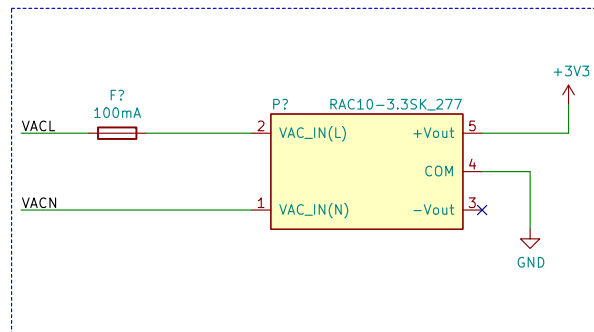 +3V3
F?
100mA
P? RAC10-3.3SK_277
VACL 2 VAC_IN(L) +Vout 5
COM 4
VACN 1 VAC_IN(N) -Vout 3
GND